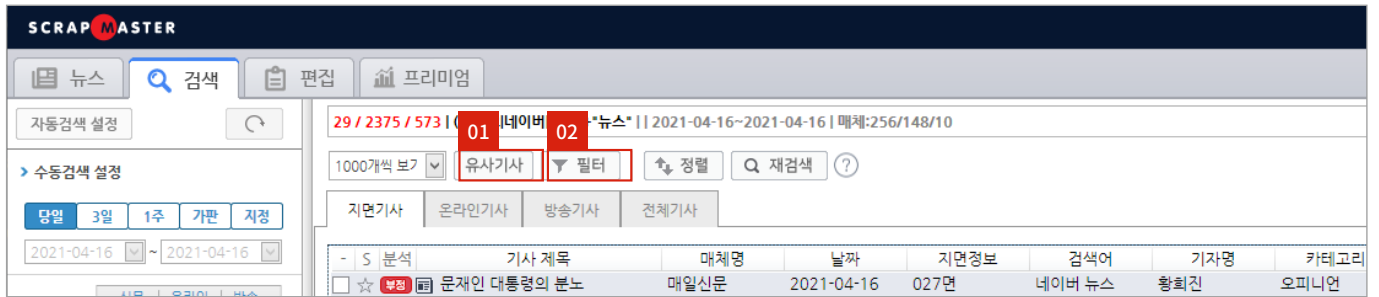 SCRAPMASTER
뉴스 검색 편집 프리미엄
자동검색 설정
29 / 2375 / 573 | ( 네이버 "뉴스" | | 2021-04-16~2021-04-16 | 매체:256/148/10
01 02
1000개씩 보기 유사기사 필터 정렬 재검색 ?
> 수동검색 설정
지면기사 온라인기사 방송기사 전체기사
당일 3일 1주 가판 지정
2021-04-16 ~ 2021-04-16
- S 분석 기사 제목 매체명 날짜 지면정보 검색어 기자명 카테고리
부정 문재인 대통령의 분노 매일신문 2021-04-16 027면 네이버 뉴스 황희진 오피니언